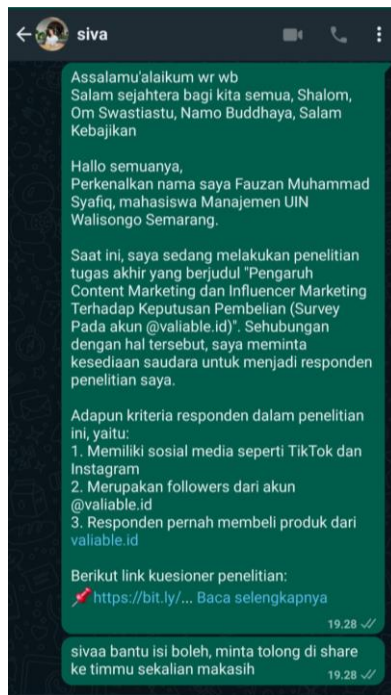 siva
Assalamu'alaikum wr wb
Salam sejahtera bagi kita semua, Shalom,
Om Swastiastu, Namo Buddhaya, Salam
Kebajikan
Hallo semuanya,
Perkenalkan nama saya Fauzan Muhammad
Syafiq, mahasiswa Manajemen UIN
Walisongo Semarang.
Saat ini, saya sedang melakukan penelitian
tugas akhir yang berjudul "Pengaruh
Content Marketing dan Influencer Marketing
Terhadap Keputusan Pembelian (Survey
Pada akun @valiable.id)". Sehubungan
dengan hal tersebut, saya meminta
kesediaan saudara untuk menjadi responden
penelitian saya.
Adapun kriteria responden dalam penelitian
ini, yaitu:
1. Memiliki sosial media seperti TikTok dan
Instagram
2. Merupakan followers dari akun
@valiable.id
3. Responden pernah membeli produk dari
valiable.id
Berikut link kuesioner penelitian:
📌https://bit.ly/... Baca selengkapnya
19.28
sivaa bantu isi boleh, minta tolong di share
ke timmu sekalian makasih
19.28